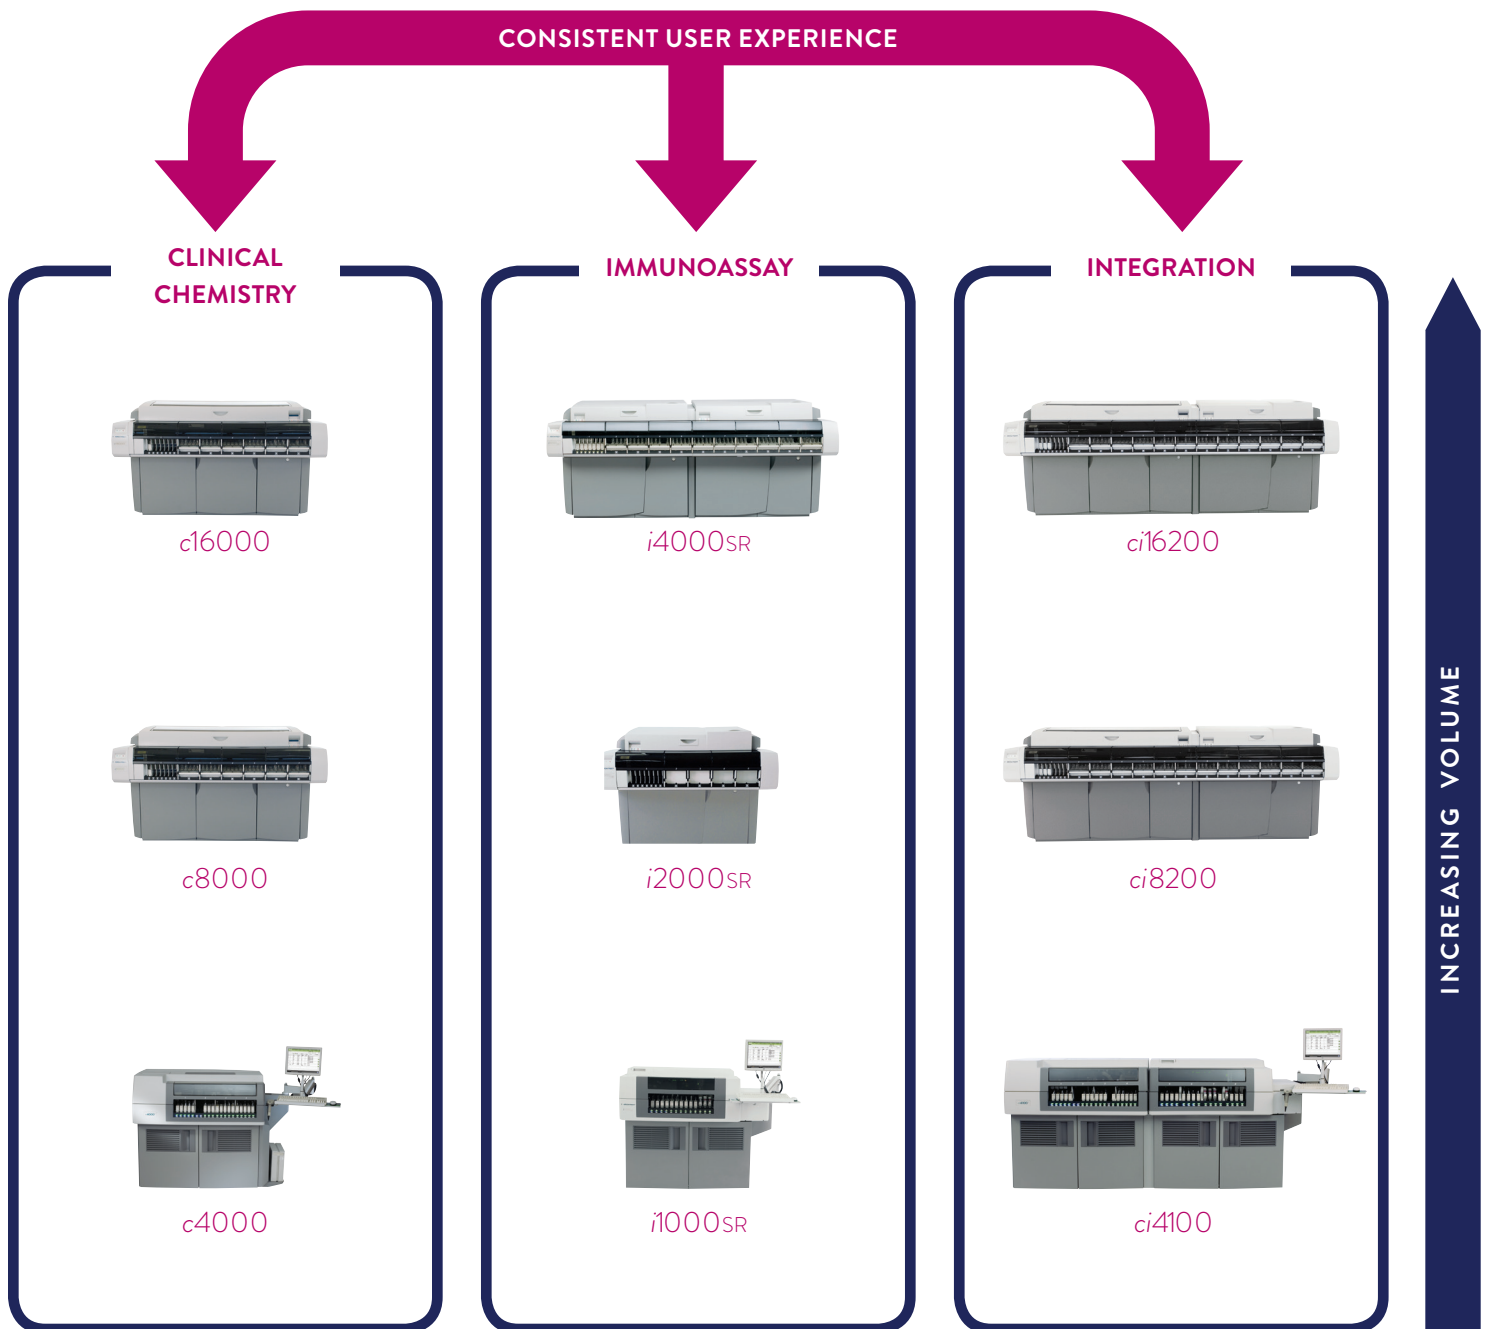 CONSISTENT USER EXPERIENCE
CLINICAL
CHEMISTRY
IMMUNOASSAY
INTEGRATION
c16000
i4000SR
ci16200
c8000
i2000SR
ci8200
c4000
i1000SR
ci4100
INCREASING VOLUME